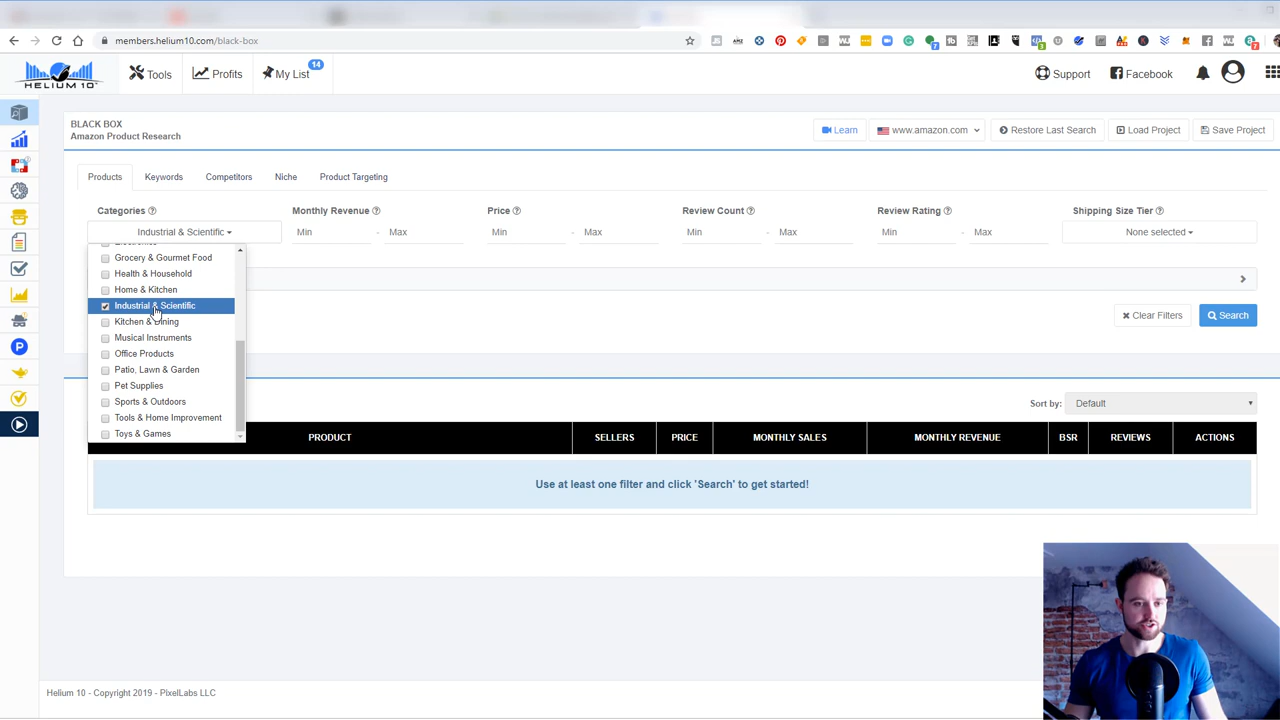 members.helium10.com/black-box
HELIUM 10
Tools
Profits
My List
14
Support
Facebook
BLACK BOX
Amazon Product Research
Learn
www.amazon.com
Restore Last Search
Load Project
Save Project
Products
Keywords
Competitors
Niche
Product Targeting
Categories
Monthly Revenue
Price
Review Count
Review Rating
Shipping Size Tier
Industrial & Scientific
Min - Max
Min - Max
Min - Max
Min - Max
None selected
Electronics
Grocery & Gourmet Food
Health & Household
Home & Kitchen
Industrial & Scientific
Kitchen & Dining
Musical Instruments
Office Products
Patio, Lawn & Garden
Pet Supplies
Sports & Outdoors
Tools & Home Improvement
Toys & Games
Clear Filters
Search
Sort by:
Default
PRODUCT
SELLERS
PRICE
MONTHLY SALES
MONTHLY REVENUE
BSR
REVIEWS
ACTIONS
Use at least one filter and click 'Search' to get started!
Helium 10 - Copyright 2019 - PixelLabs LLC